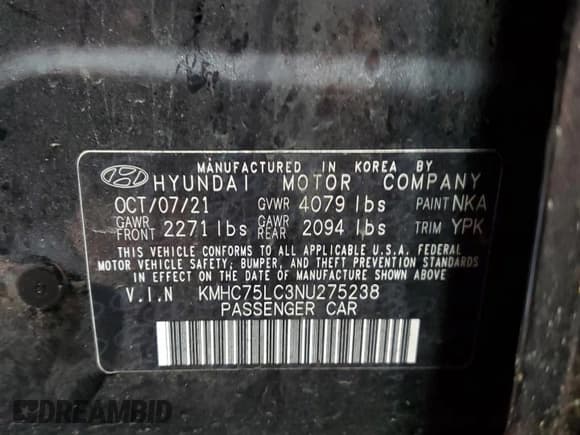 MANUFACTURED IN KOREA BY
HYUNDAI MOTOR COMPANY
OCT/07/21 GVWR 4079 lbs PAINT NKA
GAWR FRONT 2271 lbs GAWR REAR 2094 lbs TRIM YPK
THIS VEHICLE CONFORMS TO ALL APPLICABLE U.S.A. FEDERAL
MOTOR VEHICLE SAFETY; BUMPER, AND THEFT PREVENTION STANDARDS
IN EFFECT ON THE DATE OF MANUFACTURE SHOWN ABOVE
V.I.N KMHC75LC3NU275238
PASSENGER CAR
DREAMBID